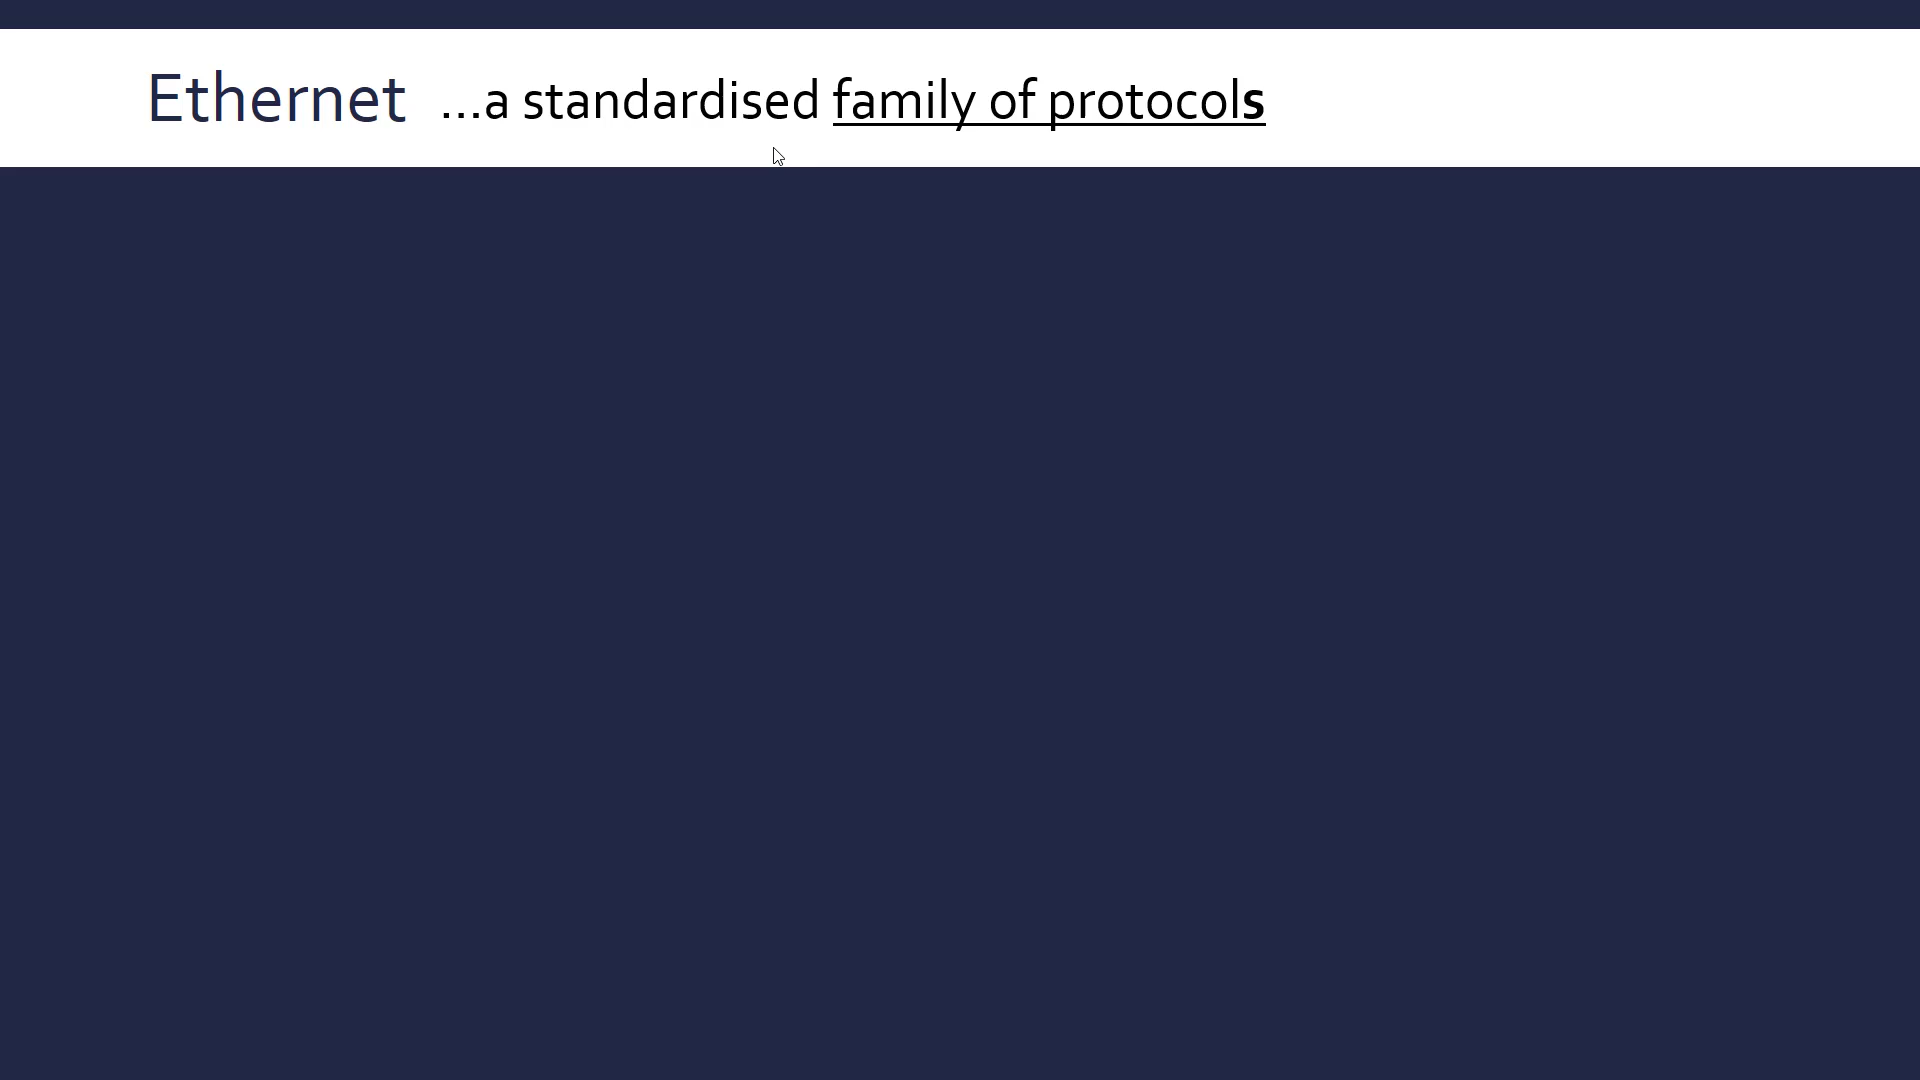 Ethernet ...a standardised family of protocols